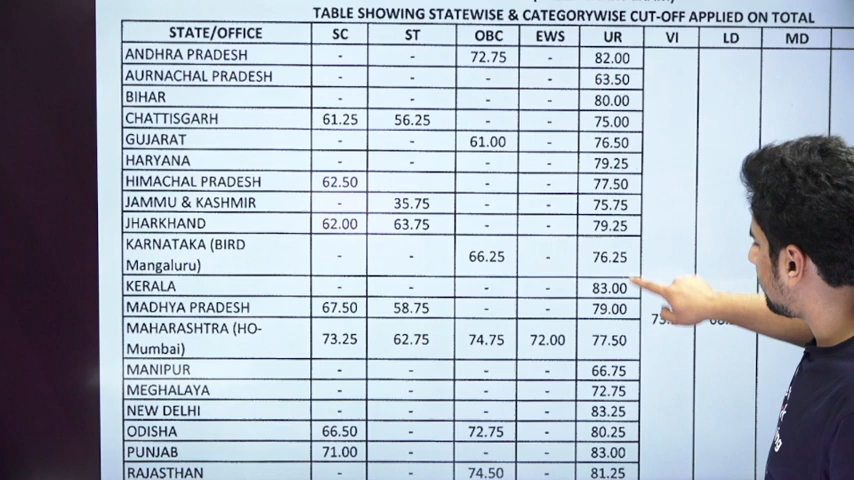 TABLE SHOWING STATEWISE & CATEGORYWISE CUT-OFF APPLIED ON TOTAL
STATE/OFFICE SC ST OBC EWS UR VI LD MD
ANDHRA PRADESH - - 72.75 - 82.00
AURNACHAL PRADESH - - - - 63.50
BIHAR - - - - 80.00
CHATTISGARH 61.25 56.25 - - 75.00
GUJARAT - - 61.00 - 76.50
HARYANA - - - - 79.25
HIMACHAL PRADESH 62.50 - - 77.50
JAMMU & KASHMIR - 35.75 - - 75.75
JHARKHAND 62.00 63.75 - - 79.25
KARNATAKA (BIRD
Mangaluru) - - 66.25 - 76.25
KERALA - - - - 83.00
MADHYA PRADESH 67.50 58.75 - - 79.00
MAHARASHTRA (HO-
Mumbai) 73.25 62.75 74.75 72.00 77.50
MANIPUR - - - - 66.75
MEGHALAYA - - - - 72.75
NEW DELHI - - - - 83.25
ODISHA 66.50 - 72.75 - 80.25
PUNJAB 71.00 - - - 83.00
RAJASTHAN - - 74.50 - 81.25